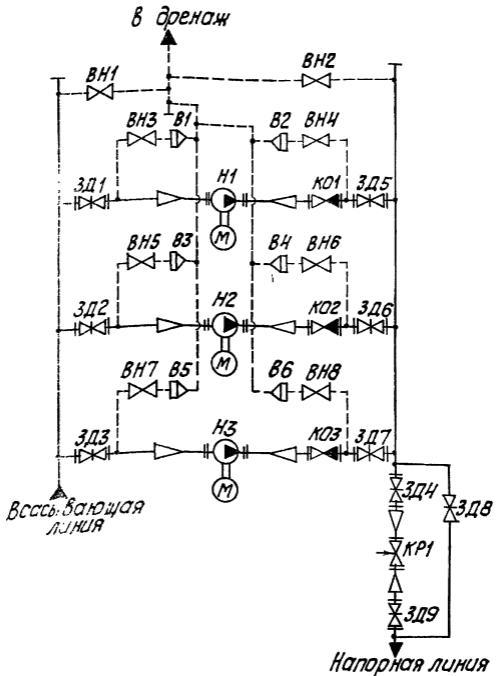 в дренаж
ВН1
ВН2
ВН3 В1
В2 ВН4
ЗД1
Н1
КО1 ЗД5
М
ВН5 В3
В4 ВН6
ЗД2
Н2
КО2 ЗД6
М
ВН7 В5
В6 ВН8
ЗД3
Н3
КО3 ЗД7
М
Всасывающая
линия
ЗД4
ЗД8
КР1
ЗД9
Напорная линия